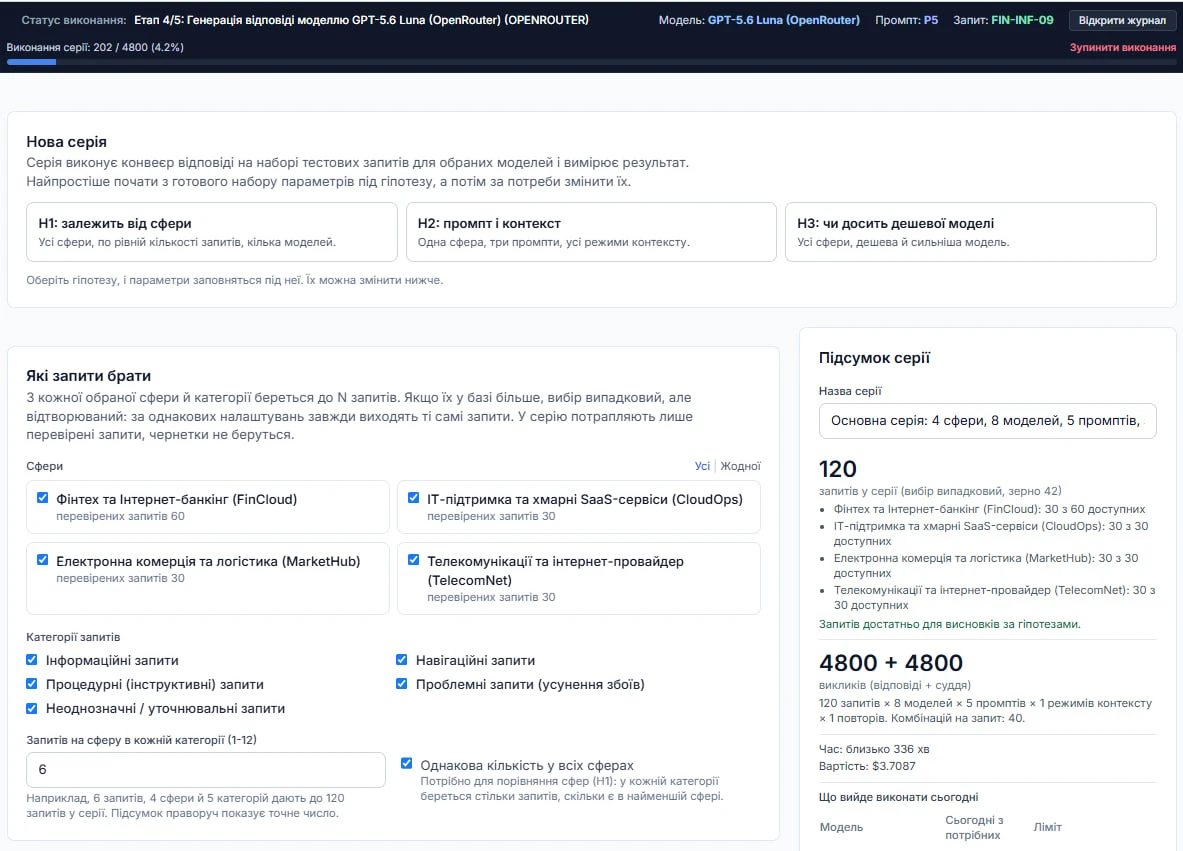 Статус виконання: Етап 4/5: Генерація відповіді моделлю GPT-5.6 Luna (OpenRouter) (OPENROUTER)
Модель: GPT-5.6 Luna (OpenRouter) Промпт: P5 Запит: FIN-INF-09 Відкрити журнал
Виконання серії: 202 / 4800 (4.2%)
Зупинити виконання
Нова серія
Серія виконує конвеєр відповіді на наборі тестових запитів для обраних моделей і вимірює результат.
Найпростіше почати з готового набору параметрів під гіпотезу, а потім за потреби змінити їх.
H1: залежить від сфери
Усі сфери, по рівній кількості запитів, кілька моделей.
H2: промпт і контекст
Одна сфера, три промпти, усі режими контексту.
H3: чи досить дешевої моделі
Усі сфери, дешева й сильніша модель.
Оберіть гіпотезу, і параметри заповняться під неї. Їх можна змінити нижче.
Які запити брати
З кожної обраної сфери й категорії береться до N запитів. Якщо їх у базі більше, вибір випадковий, але
відтворюваний: за однакових налаштувань завжди виходять ті самі запити. У серію потрапляють лише
перевірені запити, чернетки не беруться.
Сфери
Усі | Жодної
Фінтех та Інтернет-банкінг (FinCloud)
перевірених запитів 60
ІТ-підтримка та хмарні SaaS-сервіси (CloudOps)
перевірених запитів 30
Електронна комерція та логістика (MarketHub)
перевірених запитів 30
Телекомунікації та інтернет-провайдер
(TelecomNet)
перевірених запитів 30
Категорії запитів
Інформаційні запити
Навігаційні запити
Процедурні (інструктивні) запити
Проблемні запити (усунення збоїв)
Неоднозначні / уточнювальні запити
Запитів на сферу в кожній категорії (1-12)
6
Наприклад, 6 запитів, 4 сфери й 5 категорій дають до 120
запитів у серії. Підсумок праворуч показує точне число.
Однакова кількість у всіх сферах
Потрібно для порівняння сфер (H1): у кожній категорії
береться стільки запитів, скільки є в найменшій сфері.
Підсумок серії
Назва серії
Основна серія: 4 сфери, 8 моделей, 5 промптів,
120
запитів у серії (вибір випадковий, зерно 42)
• Фінтех та Інтернет-банкінг (FinCloud): 30 з 60 доступних
• ІТ-підтримка та хмарні SaaS-сервіси (CloudOps): 30 з 30
доступних
• Електронна комерція та логістика (MarketHub): 30 з 30
доступних
• Телекомунікації та інтернет-провайдер (TelecomNet): 30 з
30 доступних
Запитів достатньо для висновків за гіпотезами.
4800 + 4800
викликів (відповіді + суддя)
120 запитів × 8 моделей × 5 промптів × 1 режимів контексту
× 1 повторів. Комбінацій на запит: 40.
Час: близько 336 хв
Вартість: $3.7087
Що вийде виконати сьогодні
Модель
Сьогодні з
потрібних
Ліміт